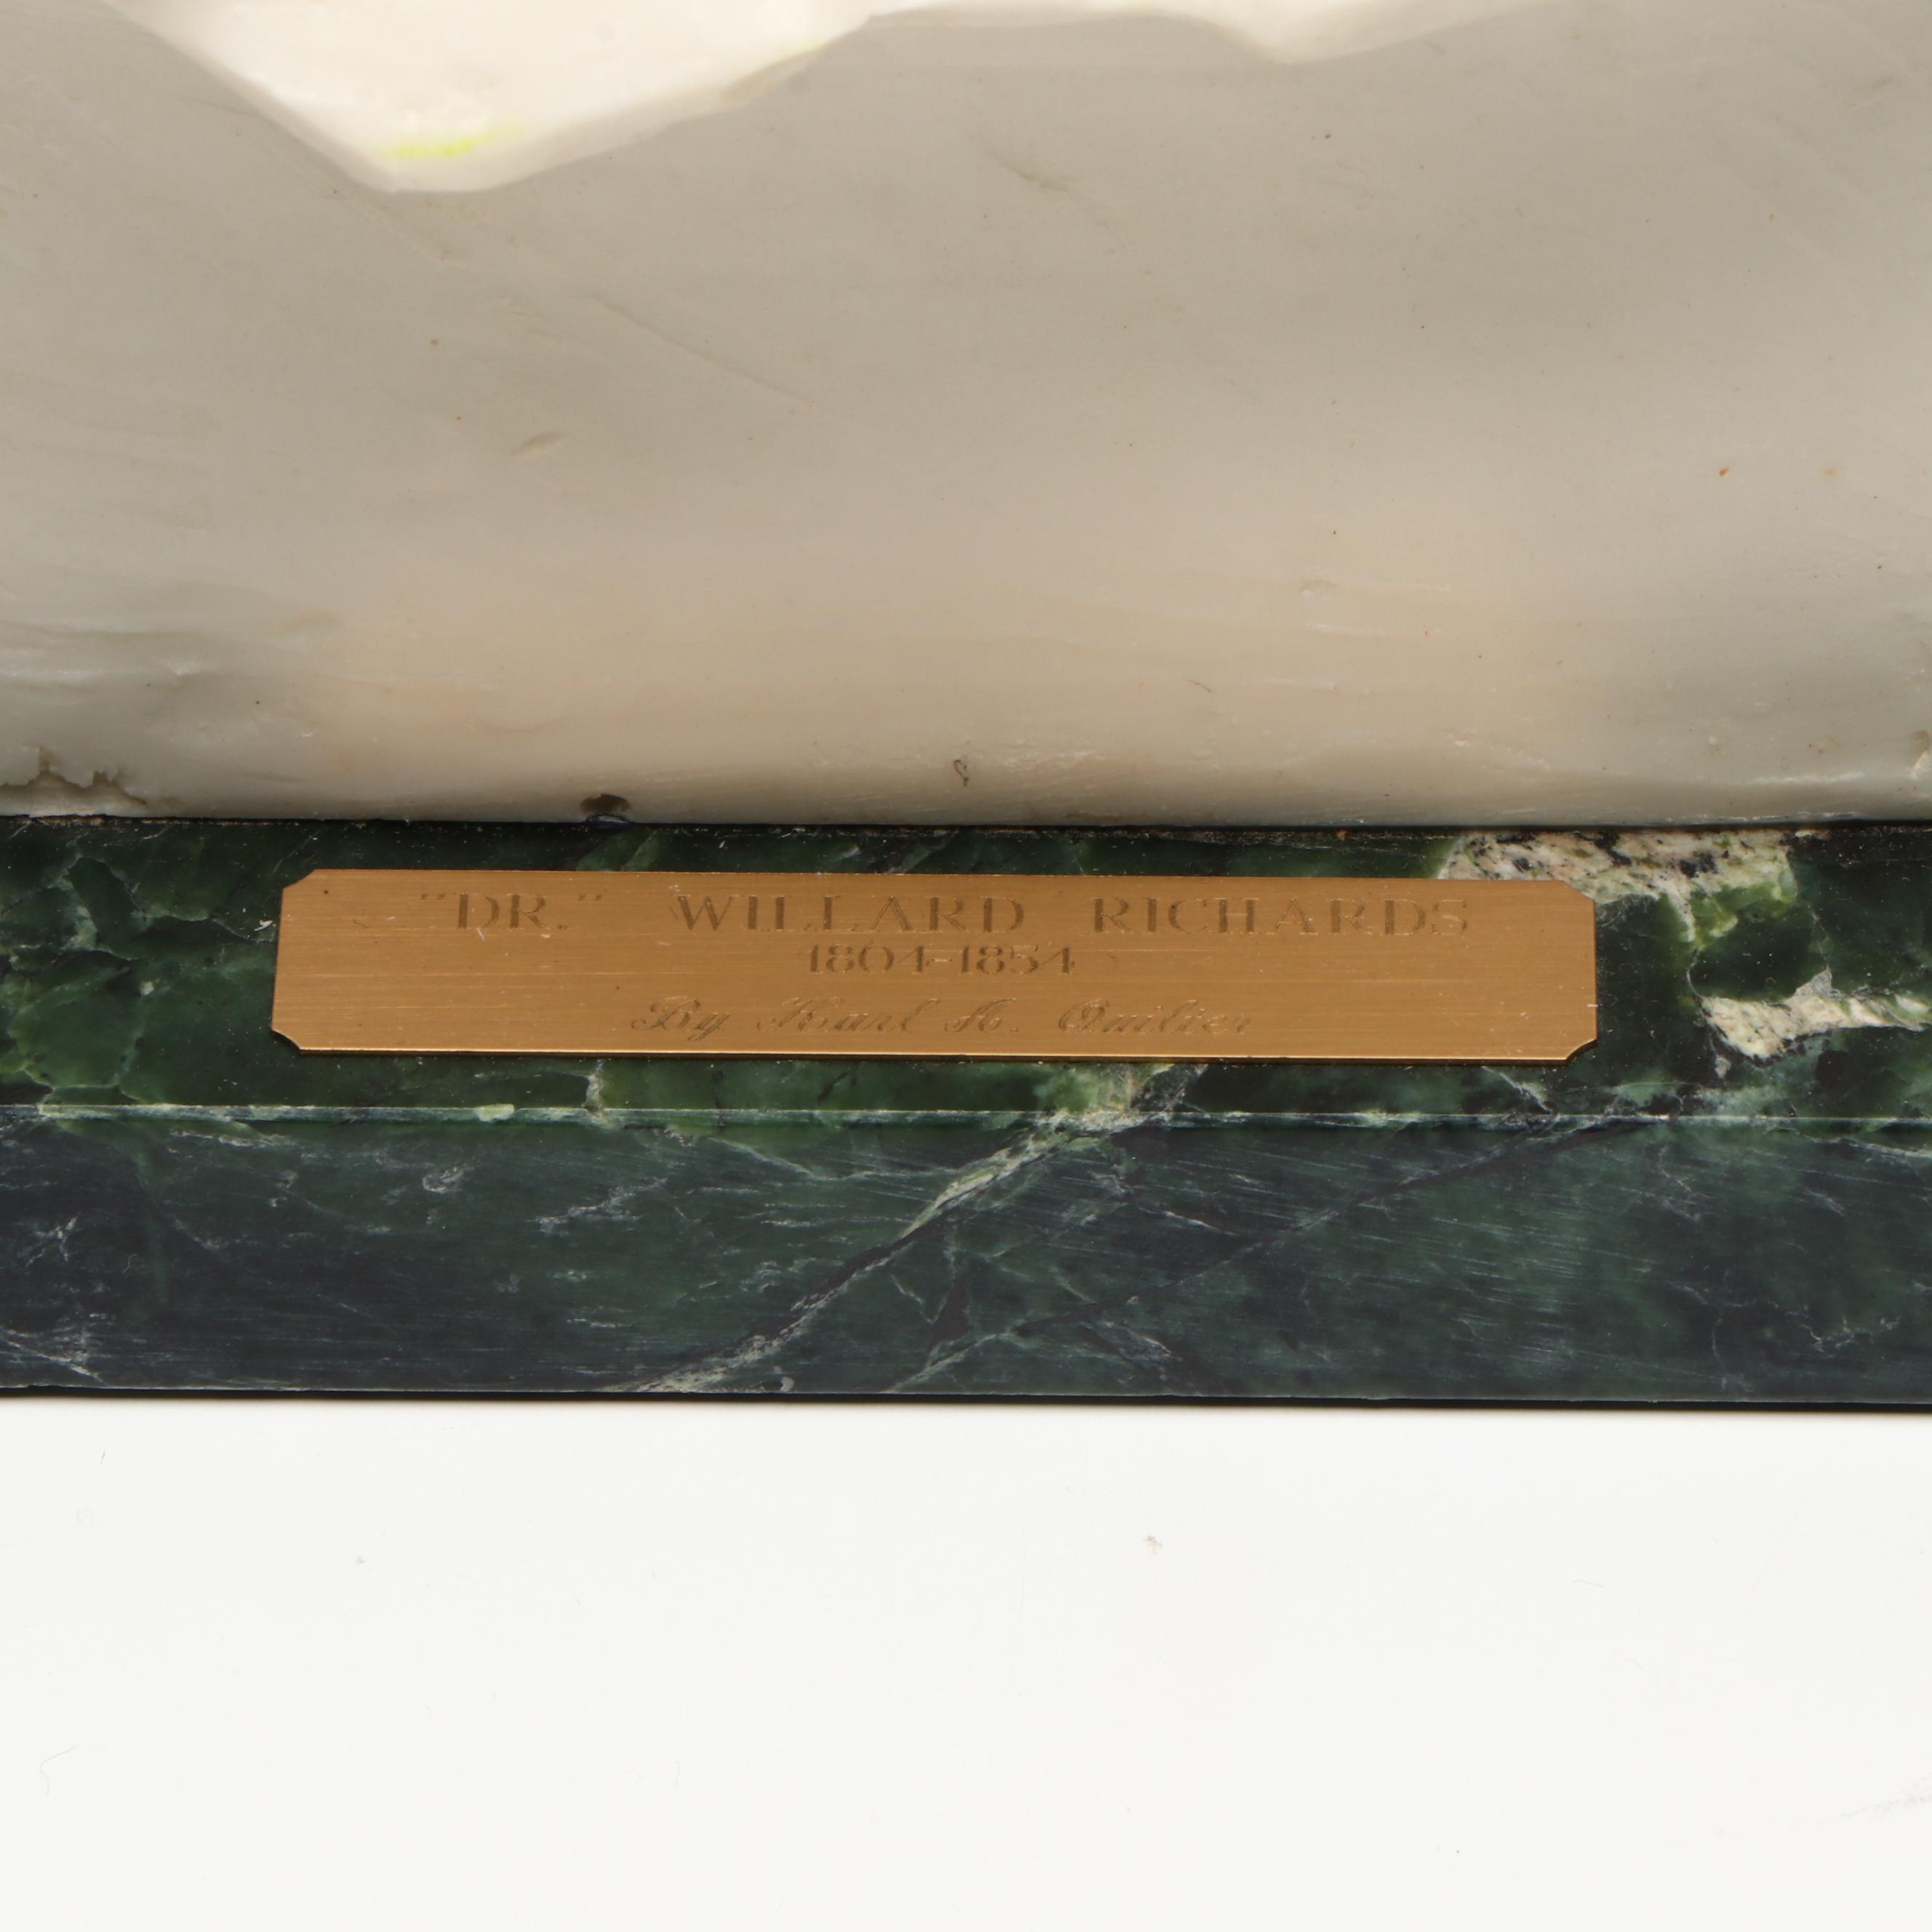 "DR." WILLARD RICHARDS
1804-1854
By Karl A. Quilter